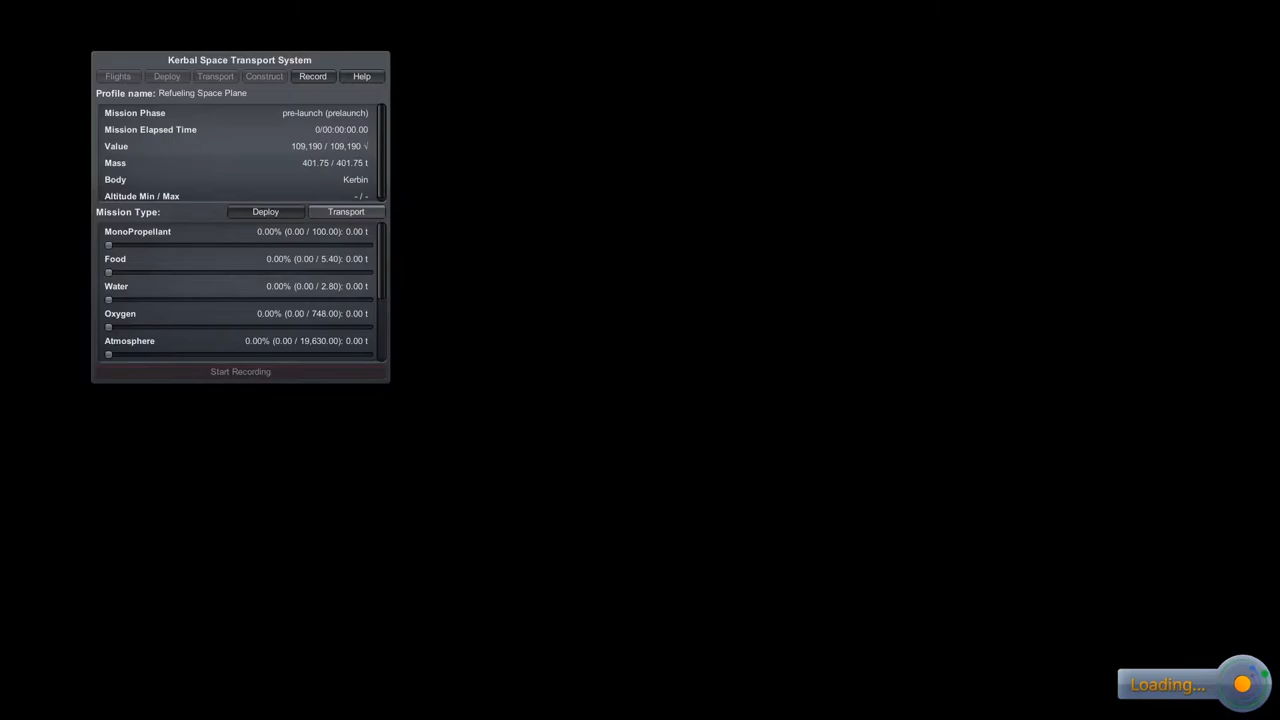 Kerbal Space Transport System
Flights Deploy Transport Construct Record Help
Profile name: Refueling Space Plane
Mission Phase pre-launch (prelaunch)
Mission Elapsed Time 0/00:00:00.00
Value 109,190 / 109,190 √
Mass 401.75 / 401.75 t
Body Kerbin
Altitude Min / Max - / -
Mission Type: Deploy Transport
MonoPropellant 0.00% (0.00 / 100.00): 0.00 t
Food 0.00% (0.00 / 5.40): 0.00 t
Water 0.00% (0.00 / 2.80): 0.00 t
Oxygen 0.00% (0.00 / 748.00): 0.00 t
Atmosphere 0.00% (0.00 / 19,630.00): 0.00 t
Start Recording
Loading...